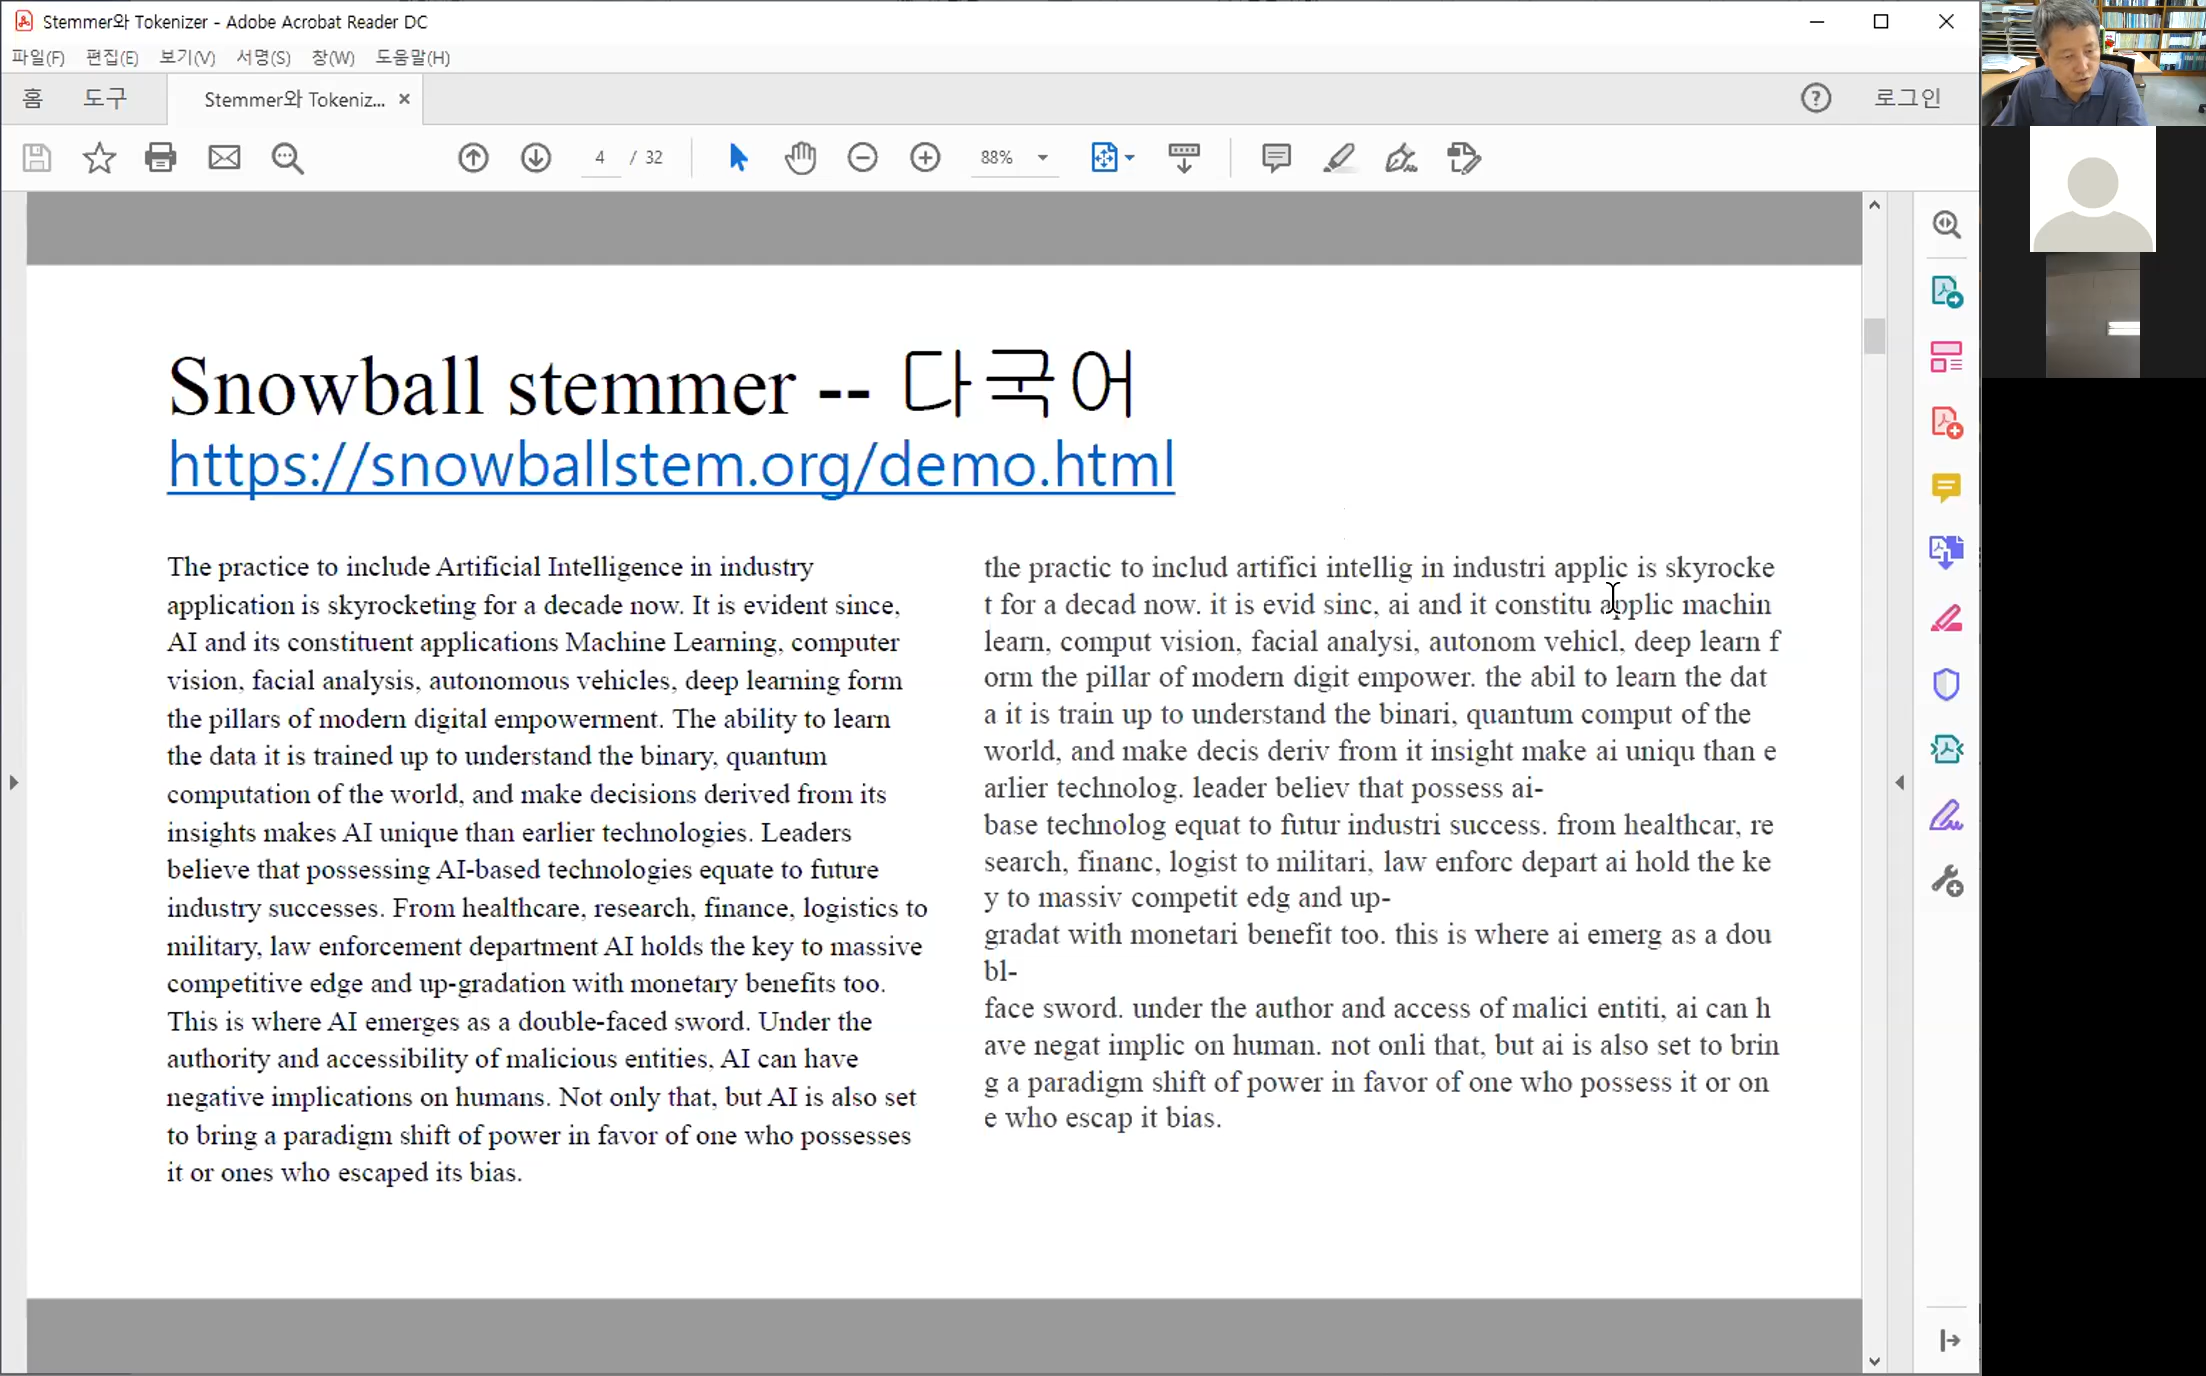 Stemmer와 Tokenizer - Adobe Acrobat Reader DC
파일(F) 편집(E) 보기(V) 서명(S) 창(W) 도움말(H)
홈 도구 Stemmer와 Tokeniz... 로그인
4 / 32 88%
Snowball stemmer -- 다국어
https://snowballstem.org/demo.html
The practice to include Artificial Intelligence in industry
application is skyrocketing for a decade now. It is evident since,
AI and its constituent applications Machine Learning, computer
vision, facial analysis, autonomous vehicles, deep learning form
the pillars of modern digital empowerment. The ability to learn
the data it is trained up to understand the binary, quantum
computation of the world, and make decisions derived from its
insights makes AI unique than earlier technologies. Leaders
believe that possessing AI-based technologies equate to future
industry successes. From healthcare, research, finance, logistics to
military, law enforcement department AI holds the key to massive
competitive edge and up-gradation with monetary benefits too.
This is where AI emerges as a double-faced sword. Under the
authority and accessibility of malicious entities, AI can have
negative implications on humans. Not only that, but AI is also set
to bring a paradigm shift of power in favor of one who possesses
it or ones who escaped its bias.
the practic to includ artifici intellig in industri applic is skyrocke
t for a decad now. it is evid sinc, ai and it constitu applic machin
learn, comput vision, facial analysi, autonom vehicl, deep learn f
orm the pillar of modern digit empower. the abil to learn the dat
a it is train up to understand the binari, quantum comput of the
world, and make decis deriv from it insight make ai uniqu than e
arlier technolog. leader believ that possess ai-
base technolog equat to futur industri success. from healthcar, re
search, financ, logist to militari, law enforc depart ai hold the ke
y to massiv competit edg and up-
gradat with monetari benefit too. this is where ai emerg as a dou
bl-
face sword. under the author and access of malici entiti, ai can h
ave negat implic on human. not onli that, but ai is also set to brin
g a paradigm shift of power in favor of one who possess it or on
e who escap it bias.